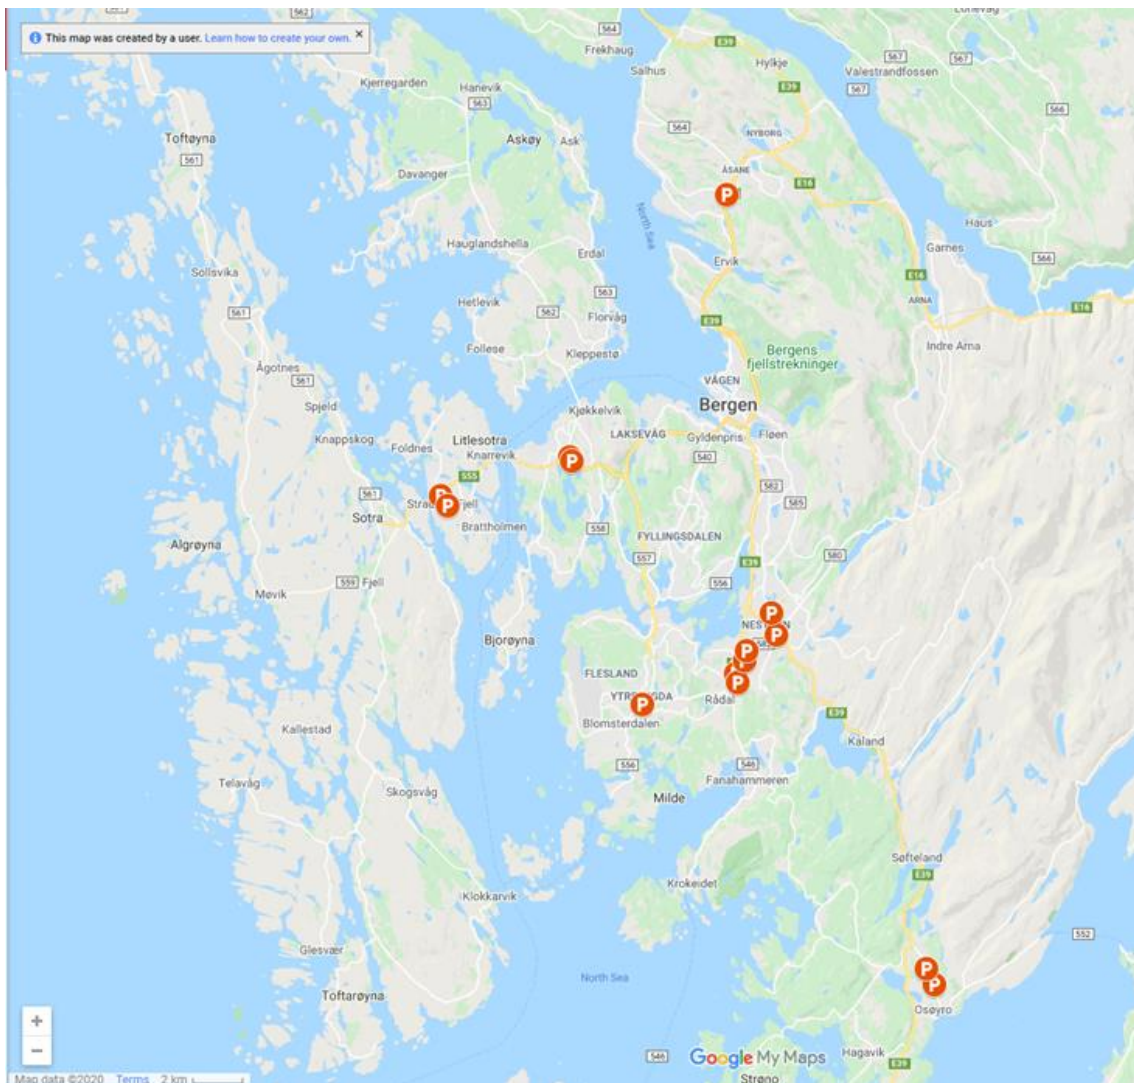 This map was created by a user. Learn how to create your own.
564
Frekhaug
E39
Hylkje
567
567
Valestrandfossen
567
Salhus
Kjerregarden
Hanevik
563
E39
566
Toftøyna
Askøy
Ask
564
NYBORG
561
Davanger
ÅSANE
E16
P
North Sea
Haus
Hauglandshella
Erdal
Garnes
566
Sollsvika
Ervik
E16
Hetlevik
563
ARNA
E16
561
562
Florvåg
E39
Follese
Kleppestø
Bergens
fjellstrekninger
Indre Arna
Ågotnes
561
VÅGEN
Spjeld
Bergen
Kjøkkelvik
Knappskog
Foldnes
Litlesotra
LAKSEVÅG
Gyldenpris
Fløen
Knarrevik
P
540
555
561
P
582
585
Sotra
Brattholmen
558
FYLLINGSDALEN
Algrøyna
557
E39
580
559
Fjell
556
Møvik
P
Bjorøyna
P
P
FLESLAND
P
Rådal
P
Blomsterdalen
E39
Kallestad
Kaland
556
546
Fanahammeren
Telavåg
Skogsvåg
Milde
Søfteland
E39
Krokeidet
Klokkarvik
552
Glesvær
P
P
North Sea
Toftarøyna
Osøyro
+
−
546
Google My Maps
Hagavik
E39
Map data ©2020 Terms 2 km
Strøno